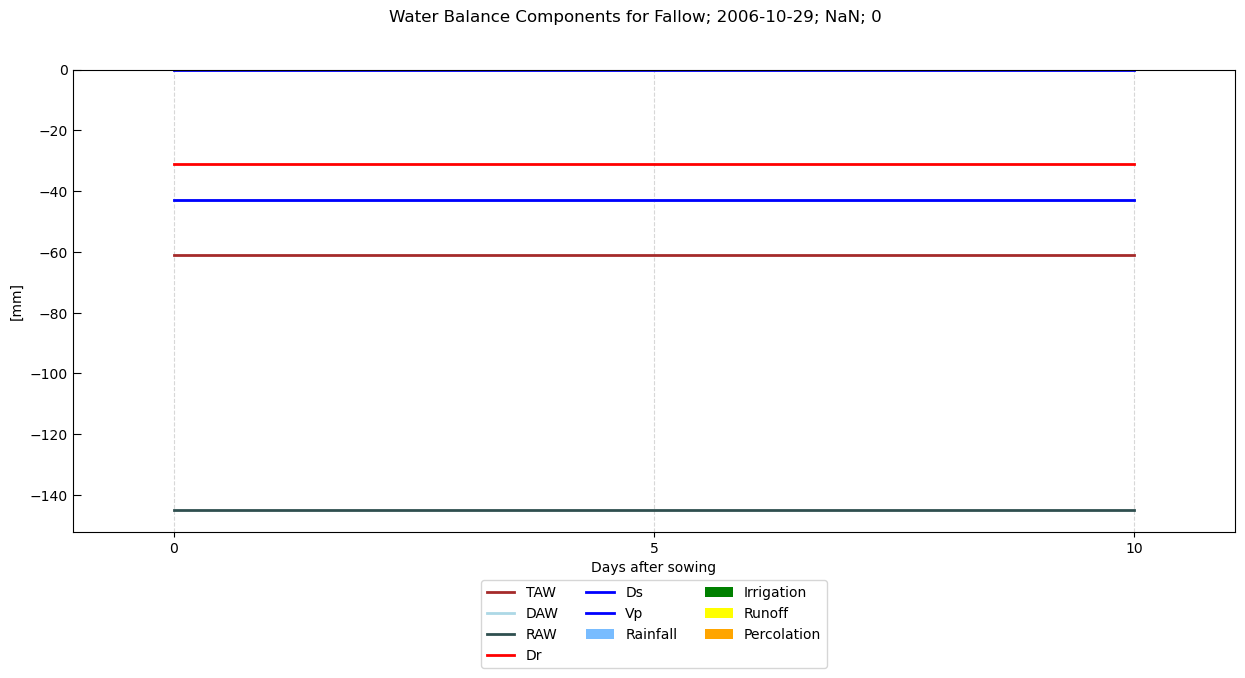 Water Balance Components for Fallow; 2006-10-29; NaN; 0
0
−20
−40
−60
−80
−100
−120
−140
[mm]
0 5 10
Days after sowing
TAW Ds Irrigation
DAW Vp Runoff
RAW Rainfall Percolation
Dr